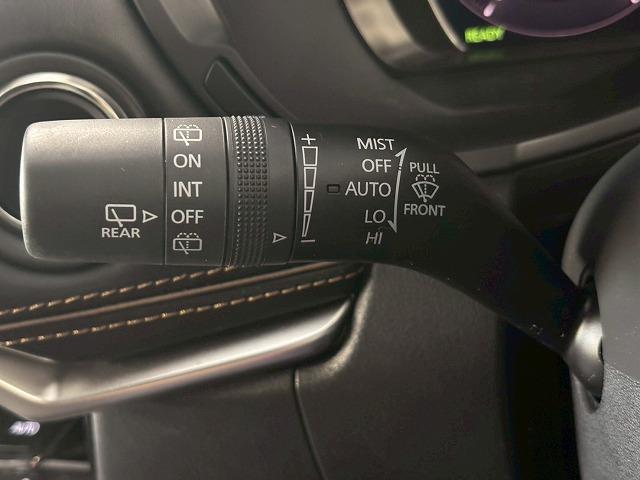 READY
ON
INT
OFF
REAR
+
-
MIST
OFF
AUTO
LO
HI
PULL
FRONT